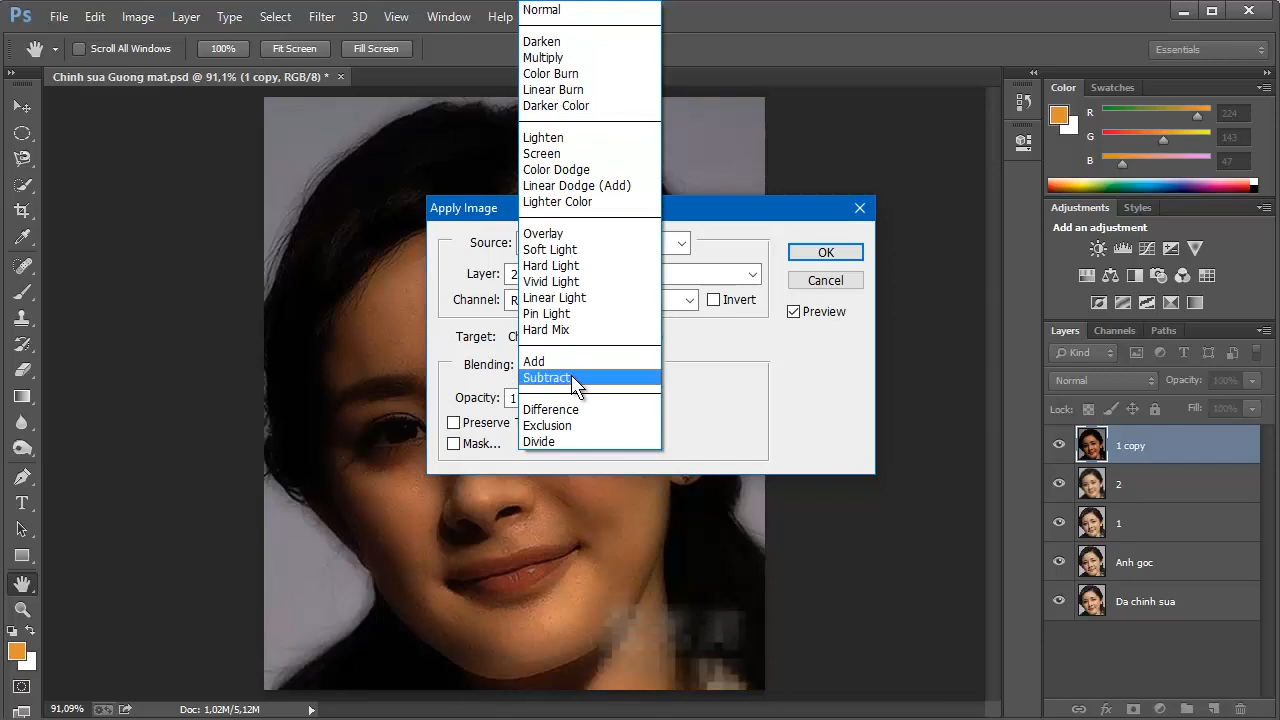 Ps File Edit Image Layer Type Select Filter 3D View Window Help
Scroll All Windows 100% Fit Screen Fill Screen Essentials
Chinh sua Guong mat.psd @ 91,1% (1 copy, RGB/8) * ×
Normal
Darken
Multiply
Color Burn
Linear Burn
Darker Color
Lighten
Screen
Color Dodge
Linear Dodge (Add)
Lighter Color
Overlay
Soft Light
Hard Light
Vivid Light
Linear Light
Pin Light
Hard Mix
Add
Subtract
Difference
Exclusion
Divide
Apply Image
Source:
Layer: 2
Channel: R
Invert
Target: Ch
Blending:
Opacity: 1
Preserve T
Mask...
OK
Cancel
Preview
Color Swatches
R 224
G 143
B 47
Adjustments Styles
Add an adjustment
Layers Channels Paths
Kind
Normal Opacity: 100%
Lock: Fill: 100%
1 copy
2
1
Anh goc
Da chinh sua
91,09% Doc: 1,02M/5,12M